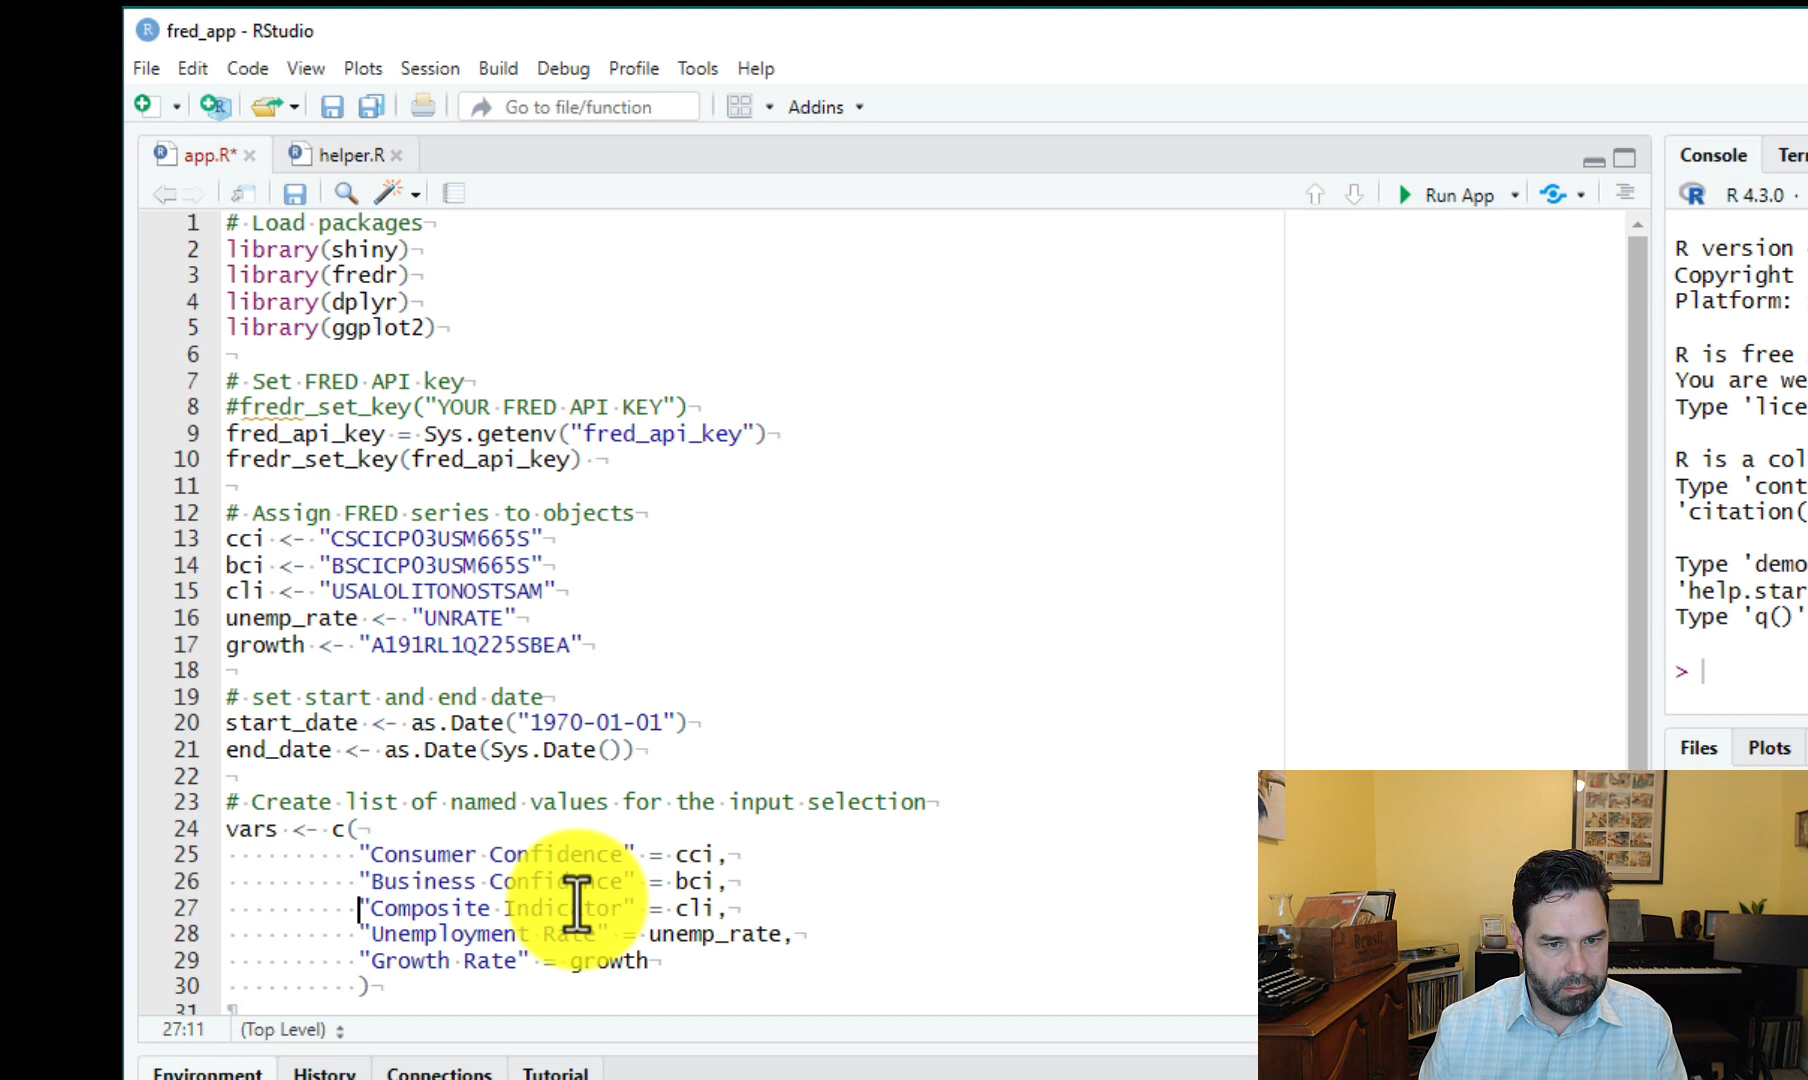 fred_app - RStudio
File Edit Code View Plots Session Build Debug Profile Tools Help
Go to file/function Addins
app.R* helper.R
Run App
1 # Load packages
2 library(shiny)
3 library(fredr)
4 library(dplyr)
5 library(ggplot2)
6
7 # Set FRED API key
8 #fredr_set_key("YOUR FRED API KEY")
9 fred_api_key = Sys.getenv("fred_api_key")
10 fredr_set_key(fred_api_key)
11
12 # Assign FRED series to objects
13 cci <- "CSCICP03USM665S"
14 bci <- "BSCICP03USM665S"
15 cli <- "USALOLITONOSTSAM"
16 unemp_rate <- "UNRATE"
17 growth <- "A191RL1Q225SBEA"
18
19 # set start and end date
20 start_date <- as.Date("1970-01-01")
21 end_date <- as.Date(Sys.Date())
22
23 # Create list of named values for the input selection
24 vars <- c(
25 "Consumer Confidence" = cci,
26 "Business Confidence" = bci,
27 "Composite Indicator" = cli,
28 "Unemployment Rate" = unemp_rate,
29 "Growth Rate" = growth
30 )
31
27:11 (Top Level)
Environment History Connections Tutorial
Console Ter
R 4.3.0 ·
R version
Copyright
Platform:
R is free
You are we
Type 'lice
R is a col
Type 'cont
'citation(
Type 'demo
'help.star
Type 'q()'
>
Files Plots